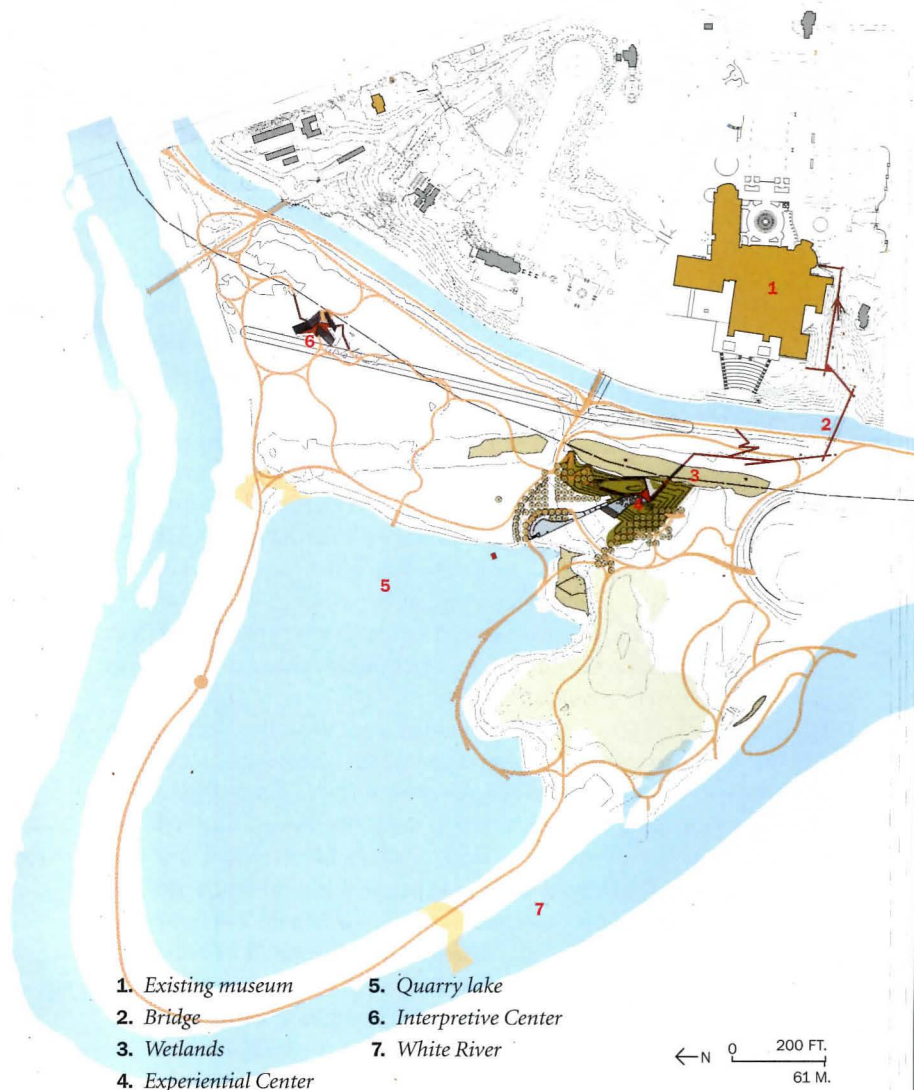 1
2
6
3
4
5
7
1. Existing museum
2. Bridge
3. Wetlands
4. Experiential Center
5. Quarry lake
6. Interpretive Center
7. White River
←N
0 200 FT.
61 M.